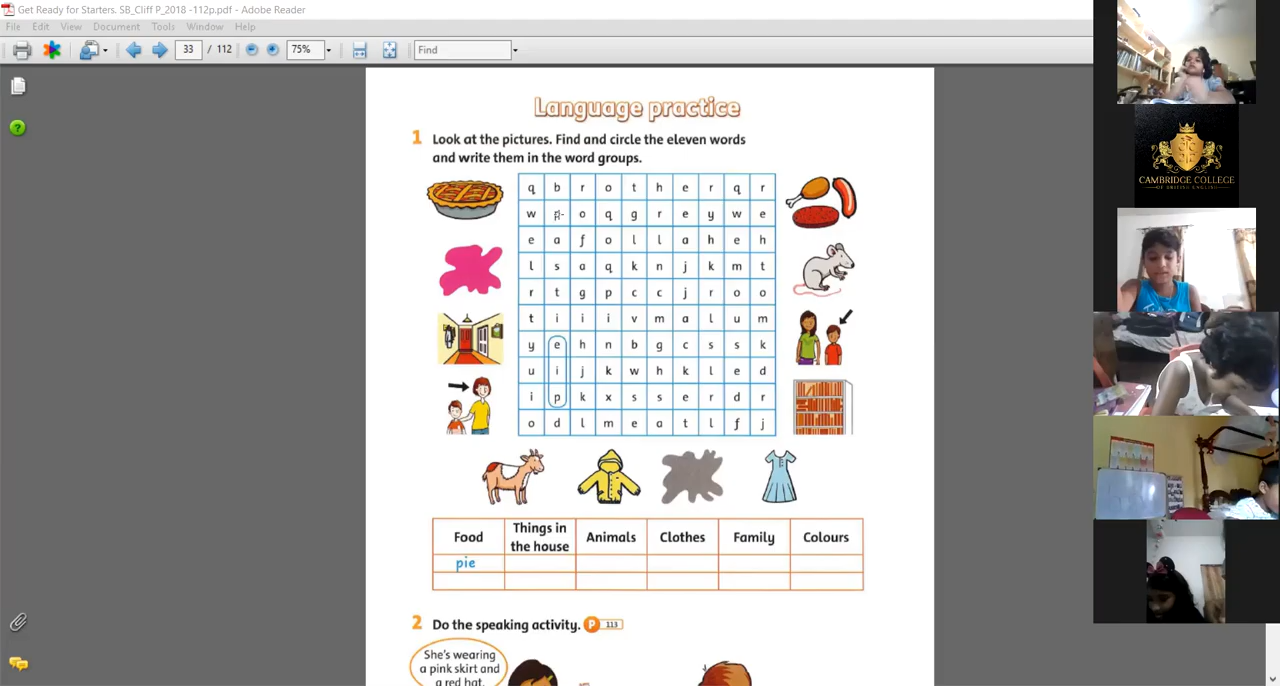 Get Ready for Starters. SB_Cliff P_2018 -112p.pdf - Adobe Reader
File Edit View Document Tools Window Help
33 / 112 75% Find
Language practice
1 Look at the pictures. Find and circle the eleven words
and write them in the word groups.
q b r o t h e r q r
w o q g r e y w e
e a f o l l a h e h
l s a q k n j k m t
r t g p c c j r o o
t i i i v m a l u m
y e h n b g c s s k
u i j k w h k l e d
i p k x s s e r d r
o d l m e a t l f j
Food Things in the house Animals Clothes Family Colours
pie
2 Do the speaking activity. P 113
She's wearing
a pink skirt and
a red hat.
CAMBRIDGE COLLEGE
OF BRITISH ENGLISH